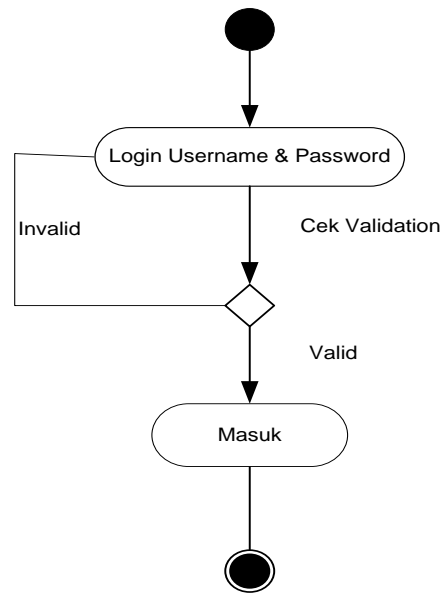 Login Username & Password
Invalid
Cek Validation
Valid
Masuk